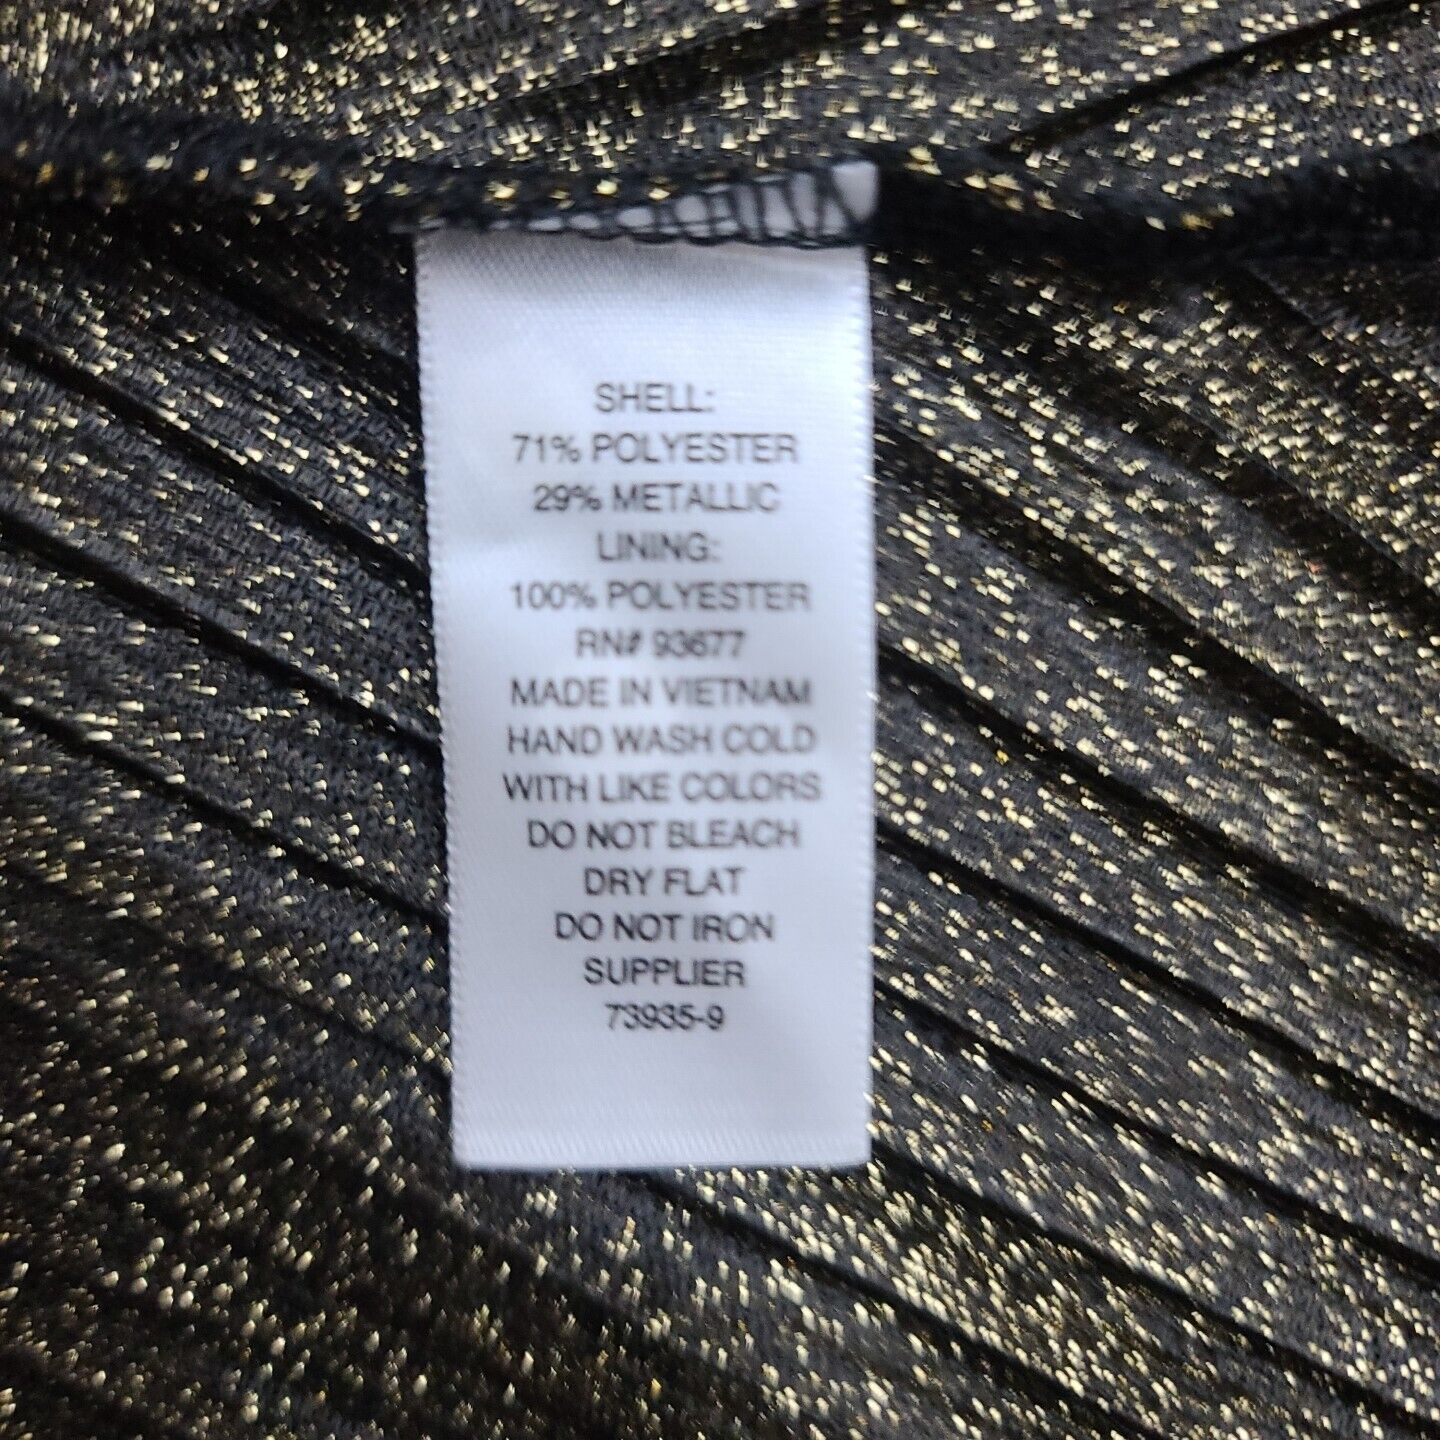 SHELL:
71% POLYESTER
29% METALLIC
LINING:
100% POLYESTER
RN# 93677
MADE IN VIETNAM
HAND WASH COLD
WITH LIKE COLORS
DO NOT BLEACH
DRY FLAT
DO NOT IRON
SUPPLIER
73935-9